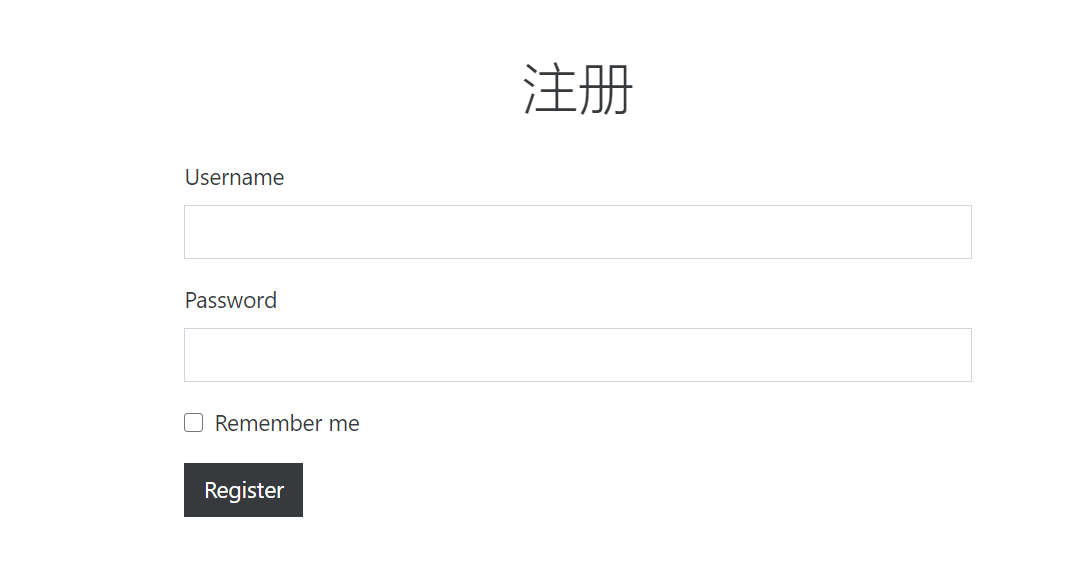 注册
Username
Password
Remember me
Register